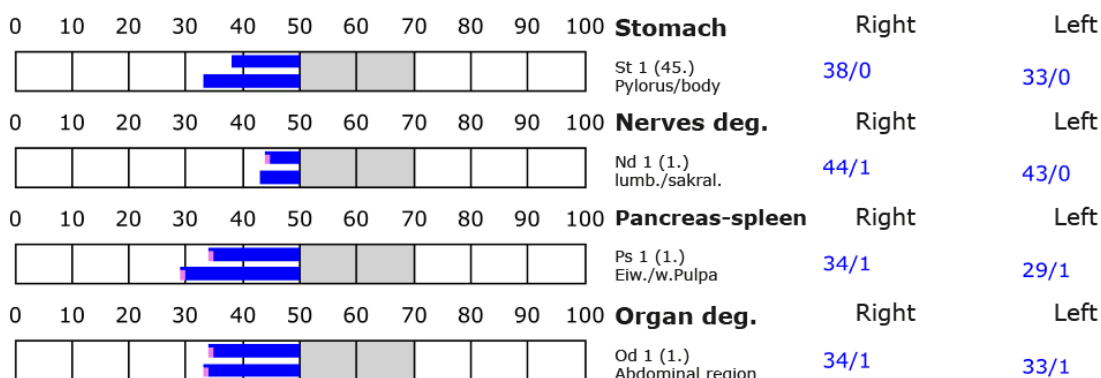 0 10 20 30 40 50 60 70 80 90 100 Stomach Right Left
St 1 (45.) 38/0 33/0
Pylorus/body
0 10 20 30 40 50 60 70 80 90 100 Nerves deg. Right Left
Nd 1 (1.) 44/1 43/0
lumb./sakral.
0 10 20 30 40 50 60 70 80 90 100 Pancreas-spleen Right Left
Ps 1 (1.) 34/1 29/1
Eiw./w.Pulpa
0 10 20 30 40 50 60 70 80 90 100 Organ deg. Right Left
Od 1 (1.) 34/1 33/1
Abdominal region